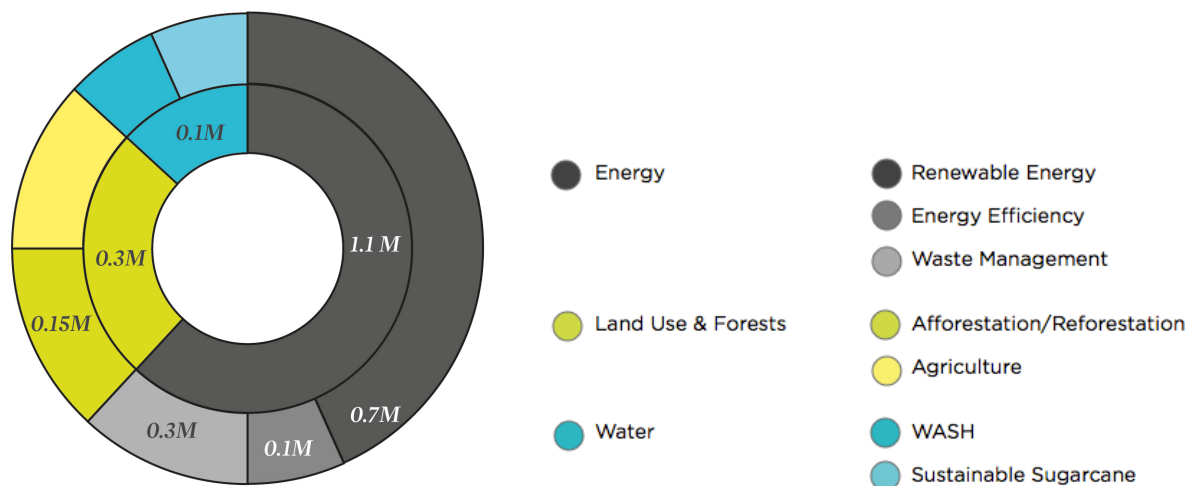 0.1M
1.1 M
0.3M
0.15M
0.7M
0.3M
0.1M
Energy
Land Use & Forests
Water
Renewable Energy
Energy Efficiency
Waste Management
Afforestation/Reforestation
Agriculture
WASH
Sustainable Sugarcane